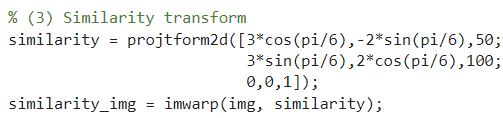 % (3) Similarity transform
similarity = projtform2d([3*cos(pi/6),-2*sin(pi/6),50;
3*sin(pi/6),2*cos(pi/6),100;
0,0,1]);
similarity_img = imwarp(img, similarity);